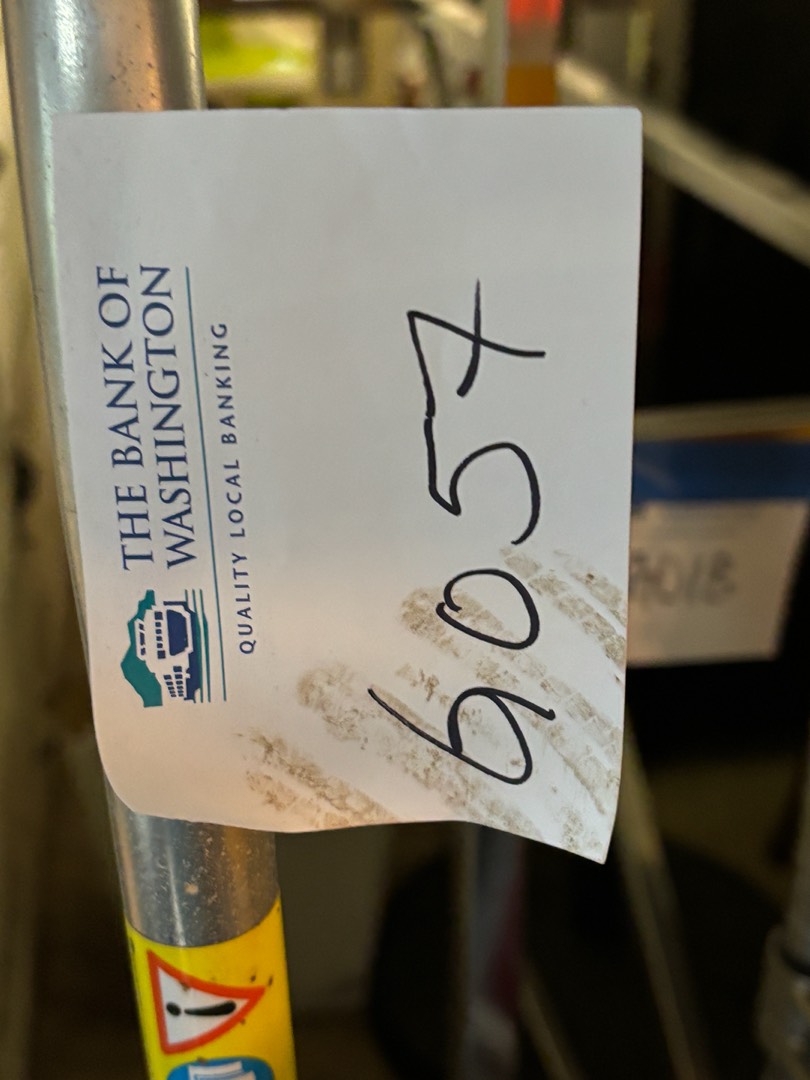 THE BANK OF
WASHINGTON
QUALITY LOCAL BANKING
6057